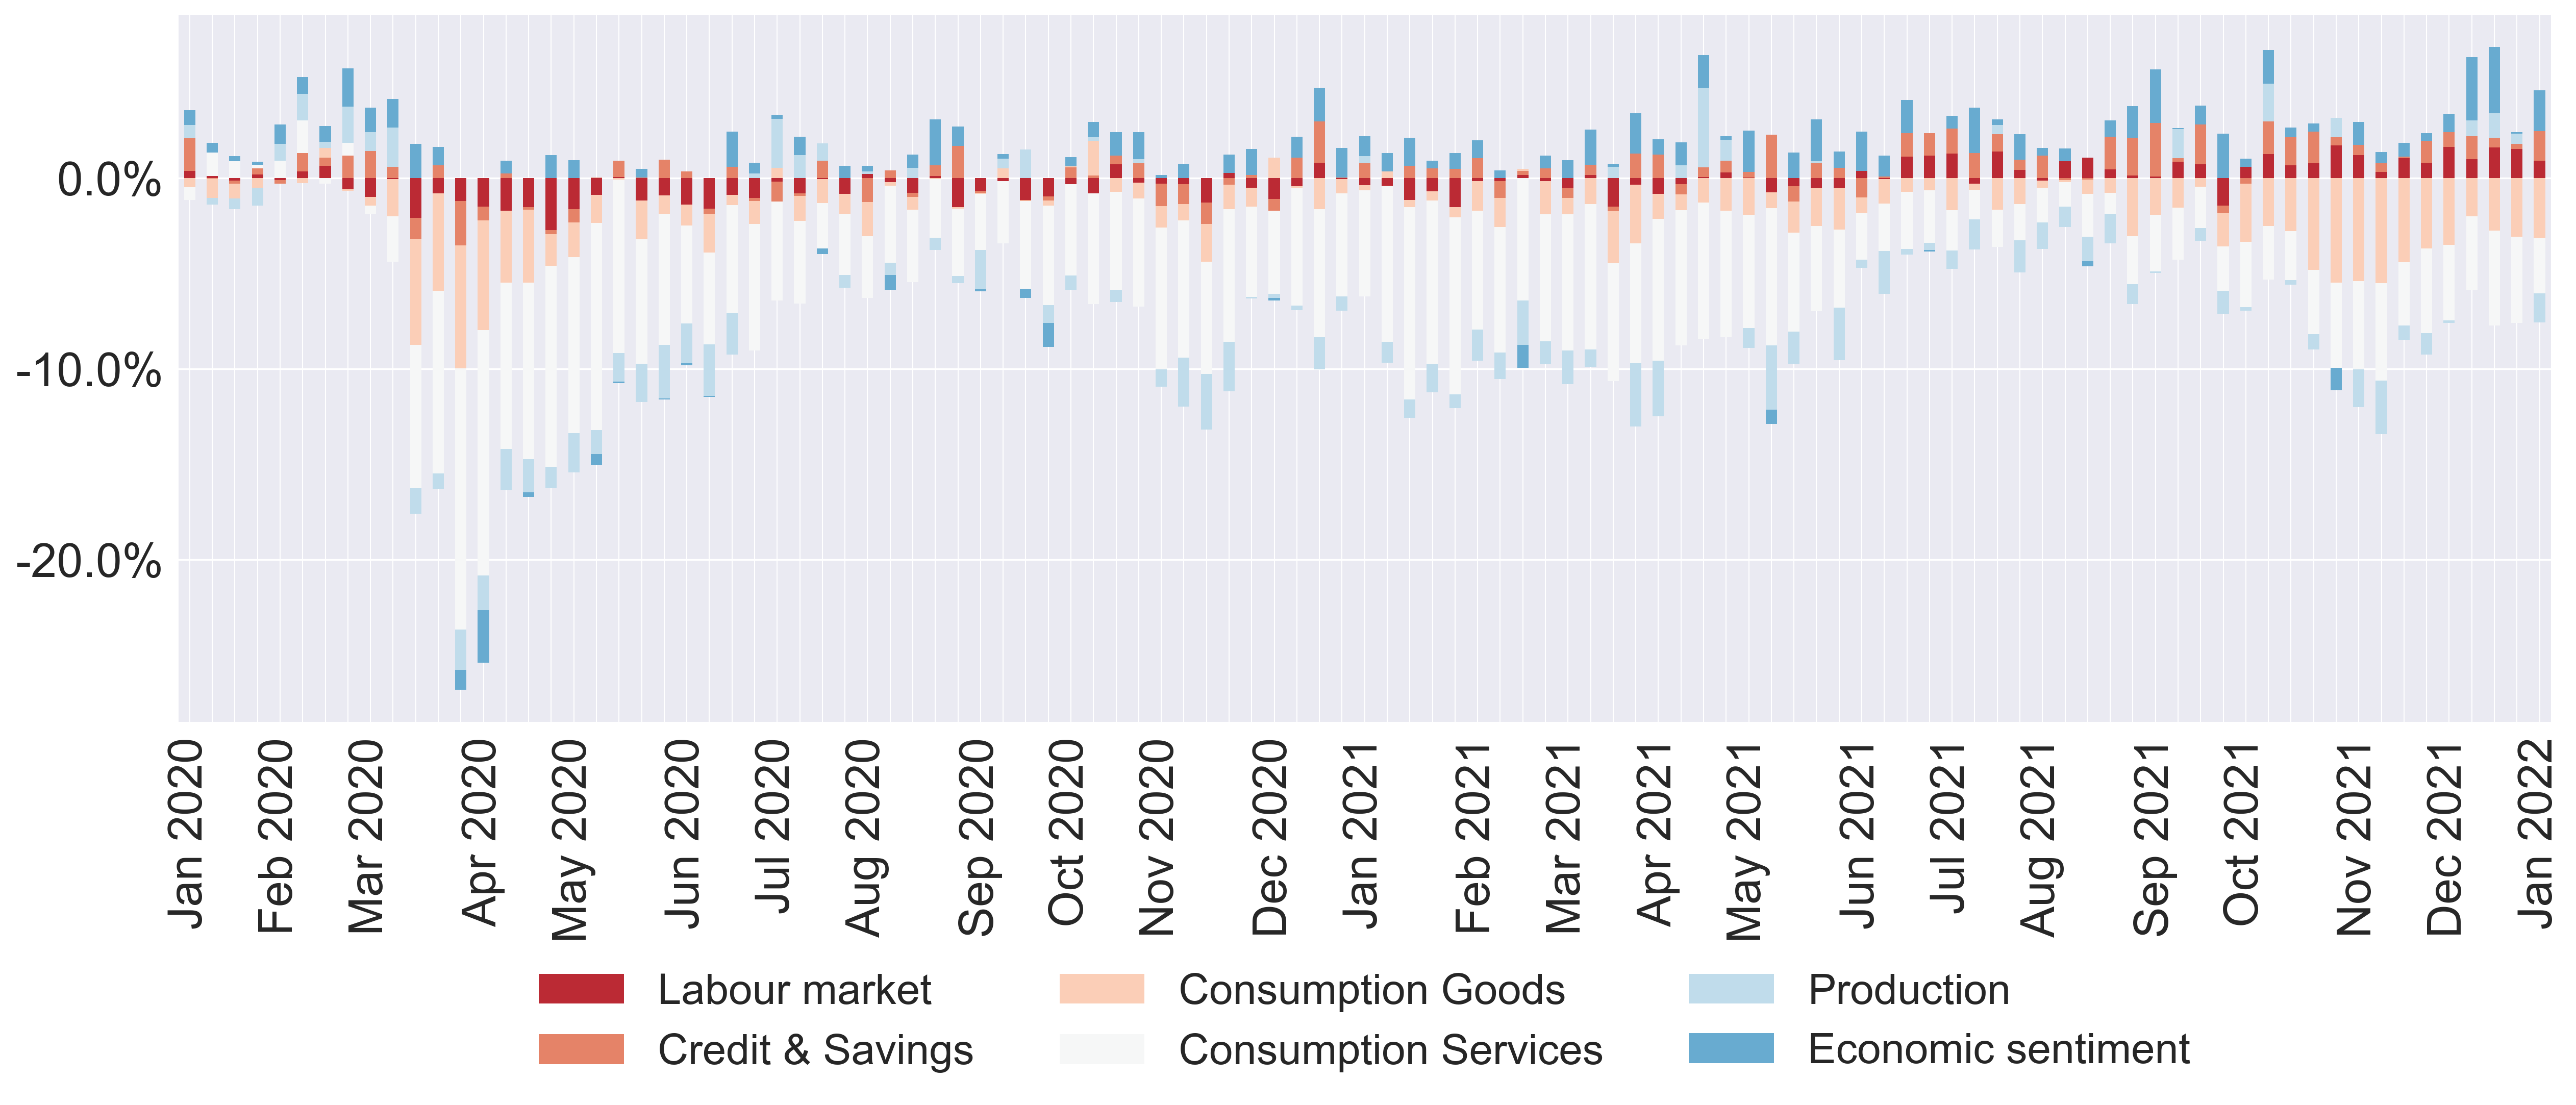 0.0%
-10.0%
-20.0%
Jan 2020
Feb 2020
Mar 2020
Apr 2020
May 2020
Jun 2020
Jul 2020
Aug 2020
Sep 2020
Oct 2020
Nov 2020
Dec 2020
Jan 2021
Feb 2021
Mar 2021
Apr 2021
May 2021
Jun 2021
Jul 2021
Aug 2021
Sep 2021
Oct 2021
Nov 2021
Dec 2021
Jan 2022
Labour market
Consumption Goods
Production
Credit & Savings
Consumption Services
Economic sentiment